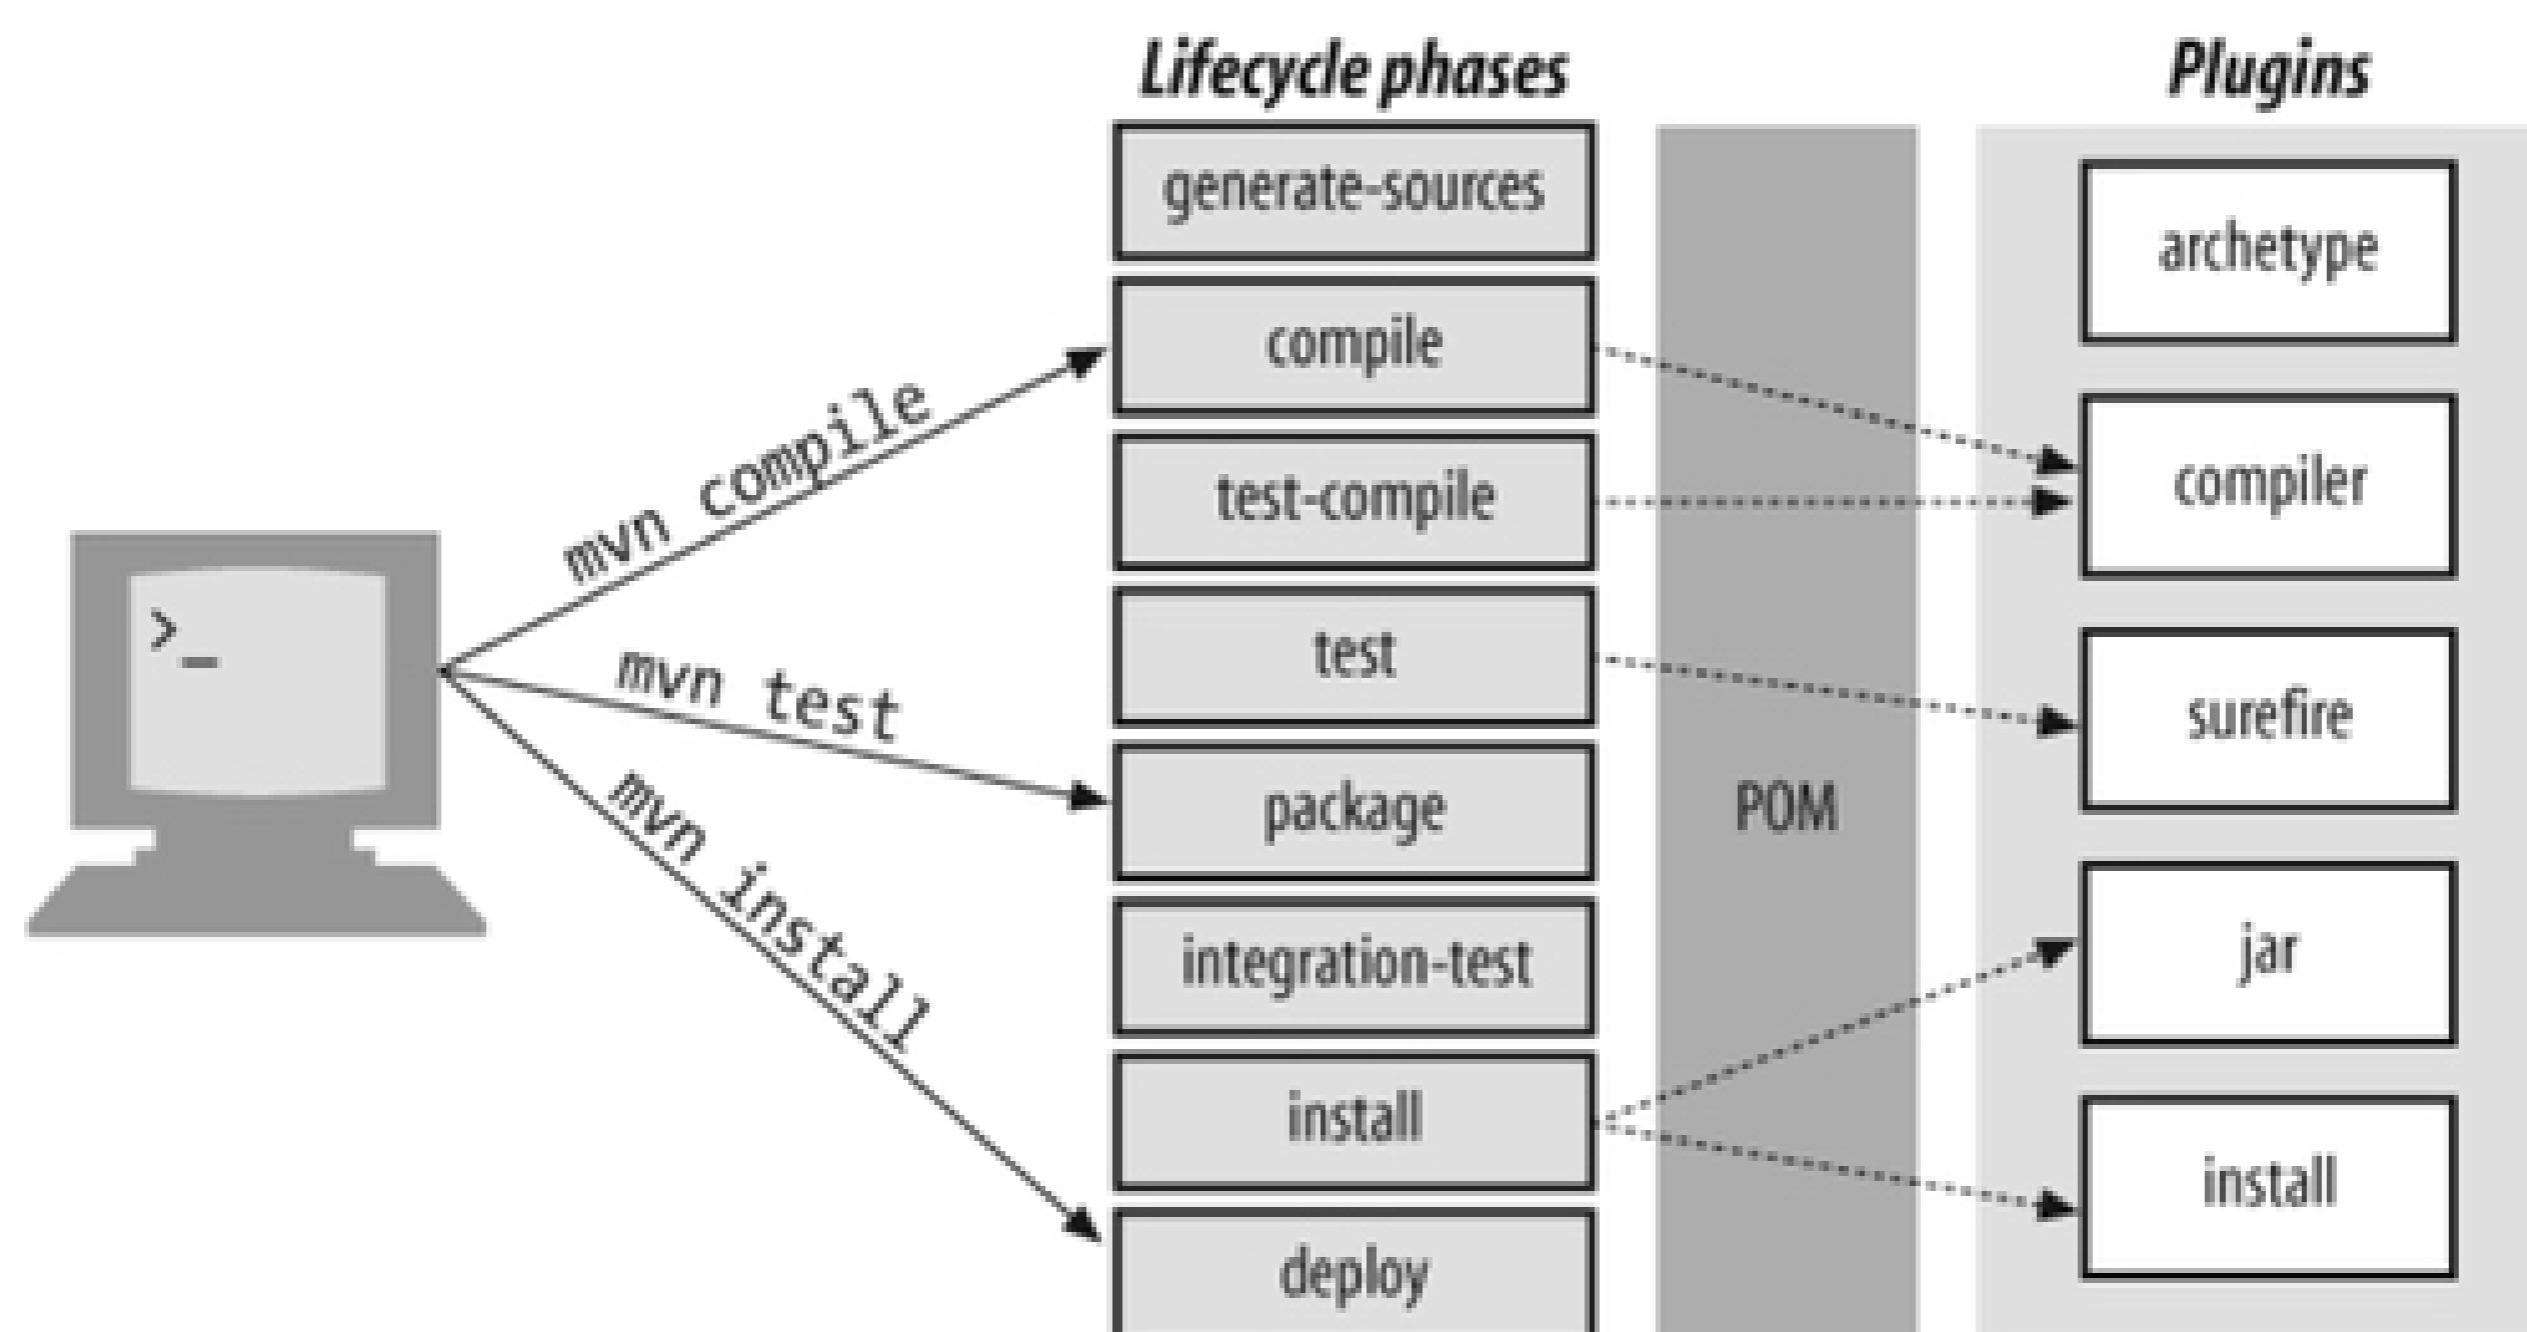 Lifecycle phases
Plugins
generate-sources
compile
test-compile
test
package
integration-test
install
deploy
mvn compile
mvn test
mvn install
>_
POM
archetype
compiler
surefire
jar
install